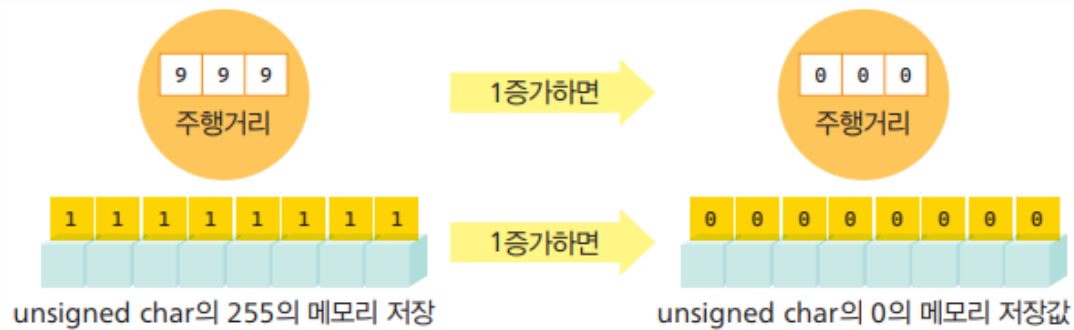 9 9 9
주행거리
1증가하면
0 0 0
주행거리
1 1 1 1 1 1 1 1
1증가하면
0 0 0 0 0 0 0 0
unsigned char의 255의 메모리 저장
unsigned char의 0의 메모리 저장값